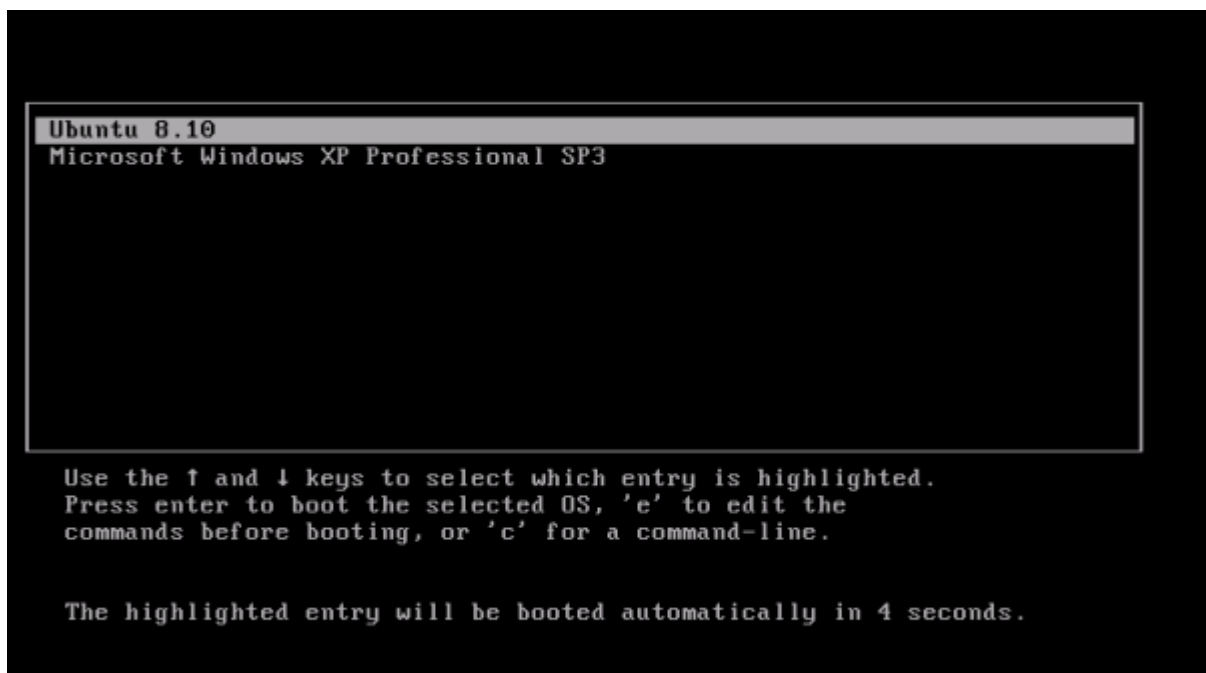 Ubuntu 8.10
Microsoft Windows XP Professional SP3
Use the ↑ and ↓ keys to select which entry is highlighted.
Press enter to boot the selected OS, 'e' to edit the
commands before booting, or 'c' for a command-line.
The highlighted entry will be booted automatically in 4 seconds.